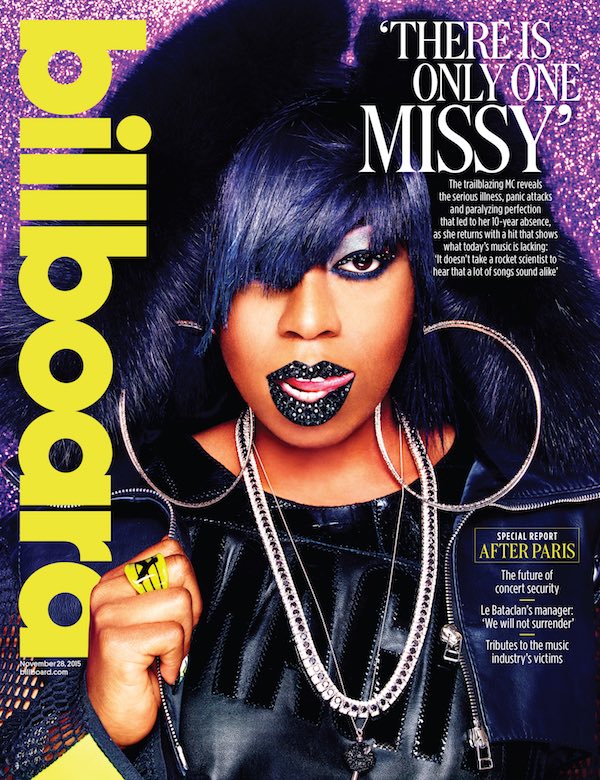 billboard
‘THERE IS
ONLY ONE
MISSY’
The trailblazing MC reveals
the serious illness, panic attacks
and paralyzing perfection
that led to her 10-year absence,
as she returns with a hit that shows
what today’s music is lacking:
‘It doesn’t take a rocket scientist to
hear that a lot of songs sound alike’
SPECIAL REPORT
AFTER PARIS
The future of
concert security
Le Bataclan’s manager:
‘We will not surrender’
Tributes to the music
industry’s victims
November 28, 2015
billboard.com